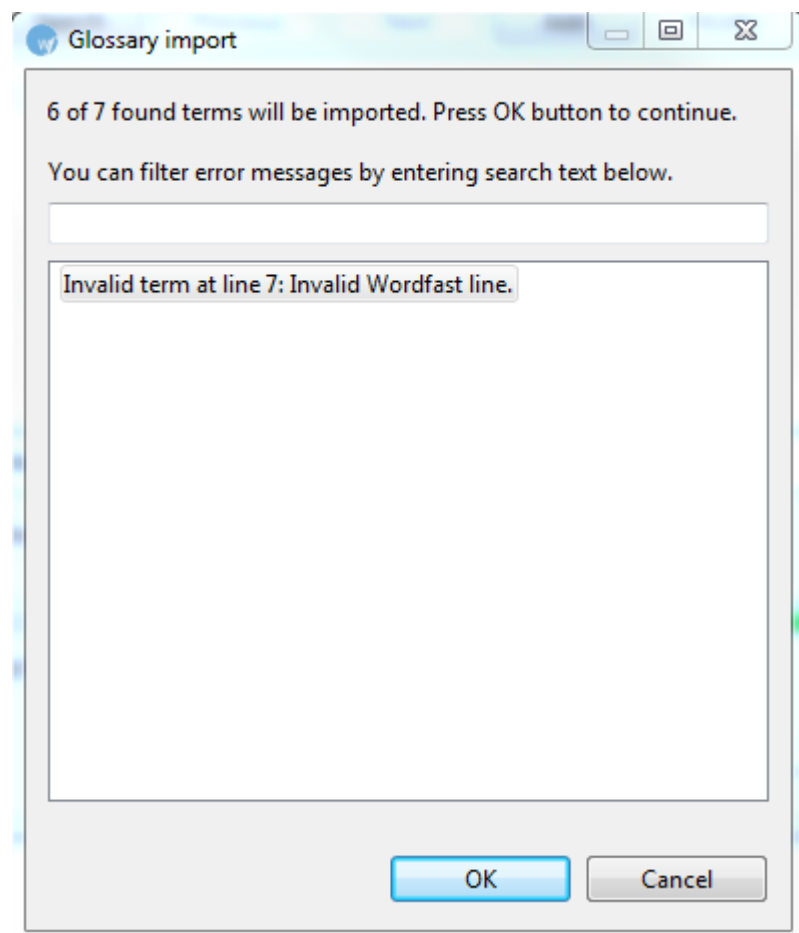 Glossary import
6 of 7 found terms will be imported. Press OK button to continue.
You can filter error messages by entering search text below.
Invalid term at line 7: Invalid Wordfast line.
OK
Cancel